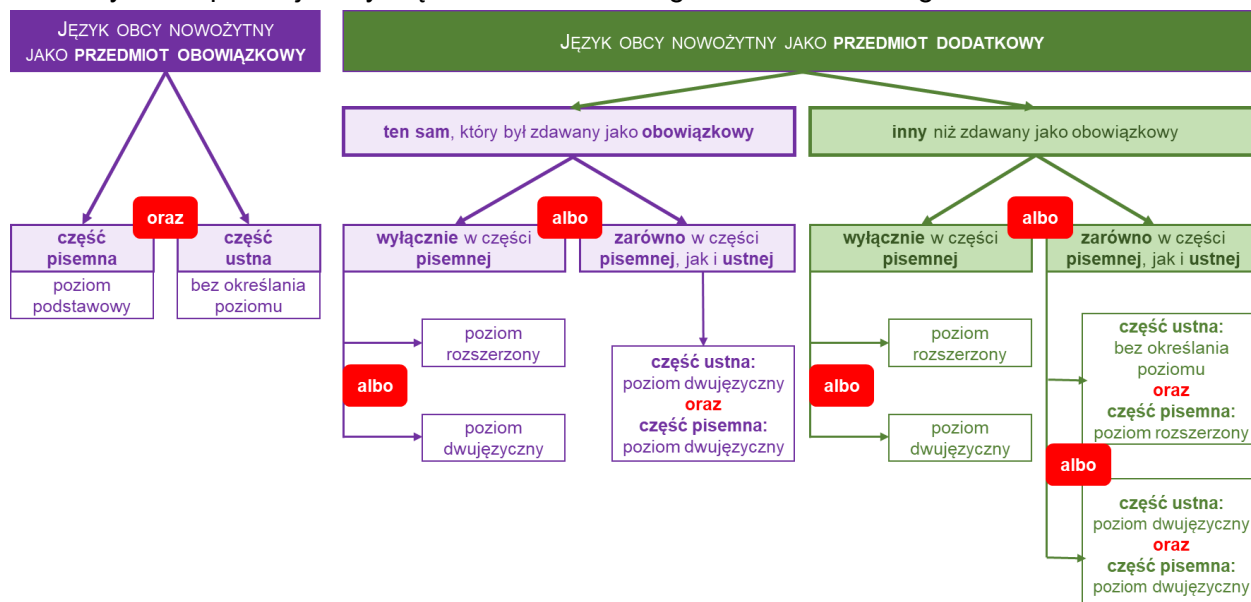 JĘZYK OBCY NOWOŻYTNY
JAKO PRZEDMIOT OBOWIĄZKOWY
JĘZYK OBCY NOWOŻYTNY JAKO PRZEDMIOT DODATKOWY
ten sam, który był zdawany jako obowiązkowy
inny niż zdawany jako obowiązkowy
oraz
część
pisemna
poziom
podstawowy
część
ustna
bez określania
poziomu
albo
wyłącznie w części
pisemnej
zarówno w części
pisemnej, jak i ustnej
poziom
rozszerzony
albo
poziom
dwujęzyczny
część ustna:
poziom dwujęzyczny
oraz
część pisemna:
poziom dwujęzyczny
albo
wyłącznie w części
pisemnej
zarówno w części
pisemnej, jak i ustnej
poziom
rozszerzony
albo
poziom
dwujęzyczny
część ustna:
bez określania
poziomu
oraz
część pisemna:
poziom rozszerzony
albo
część ustna:
poziom dwujęzyczny
oraz
część pisemna:
poziom dwujęzyczny